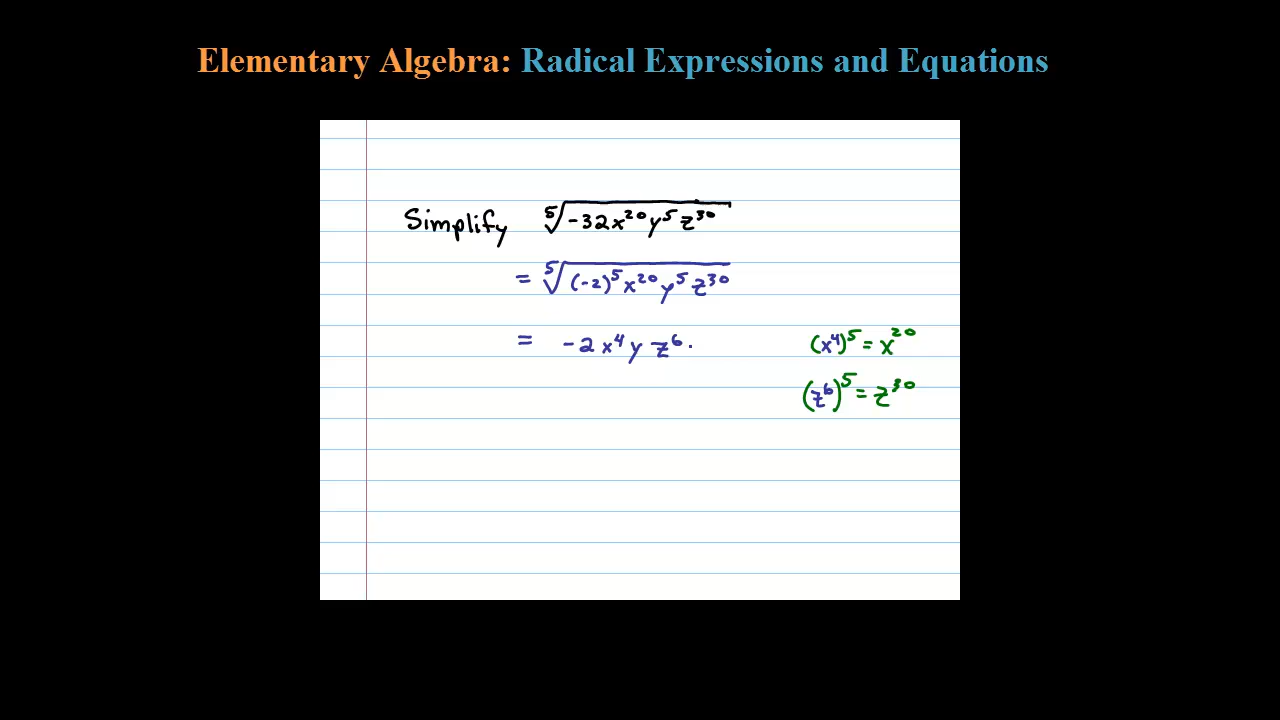 Elementary Algebra: Radical Expressions and Equations
Simplify ⁵√(-32x²⁰y⁵z³⁰)
= ⁵√((-2)⁵x²⁰y⁵z³⁰)
= -2x⁴yz⁶.
(x⁴)⁵ = x²⁰
(z⁶)⁵ = z³⁰